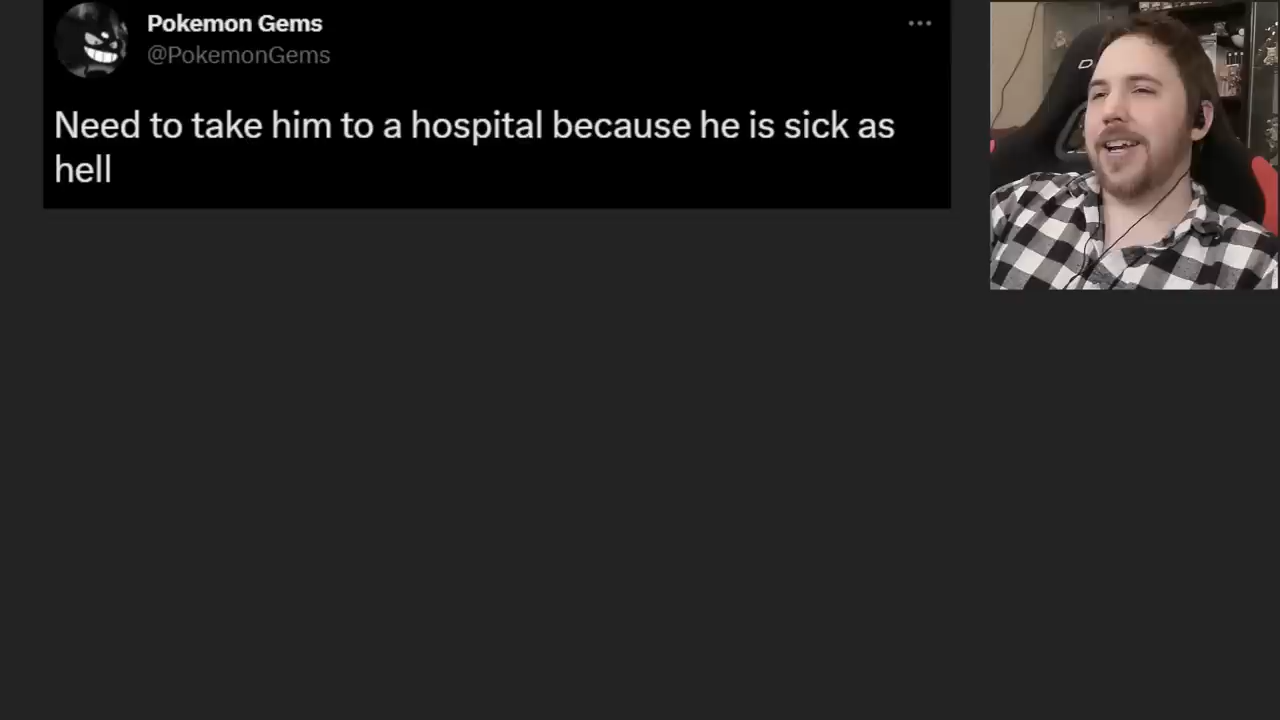 Pokemon Gems
@PokemonGems
Need to take him to a hospital because he is sick as
hell